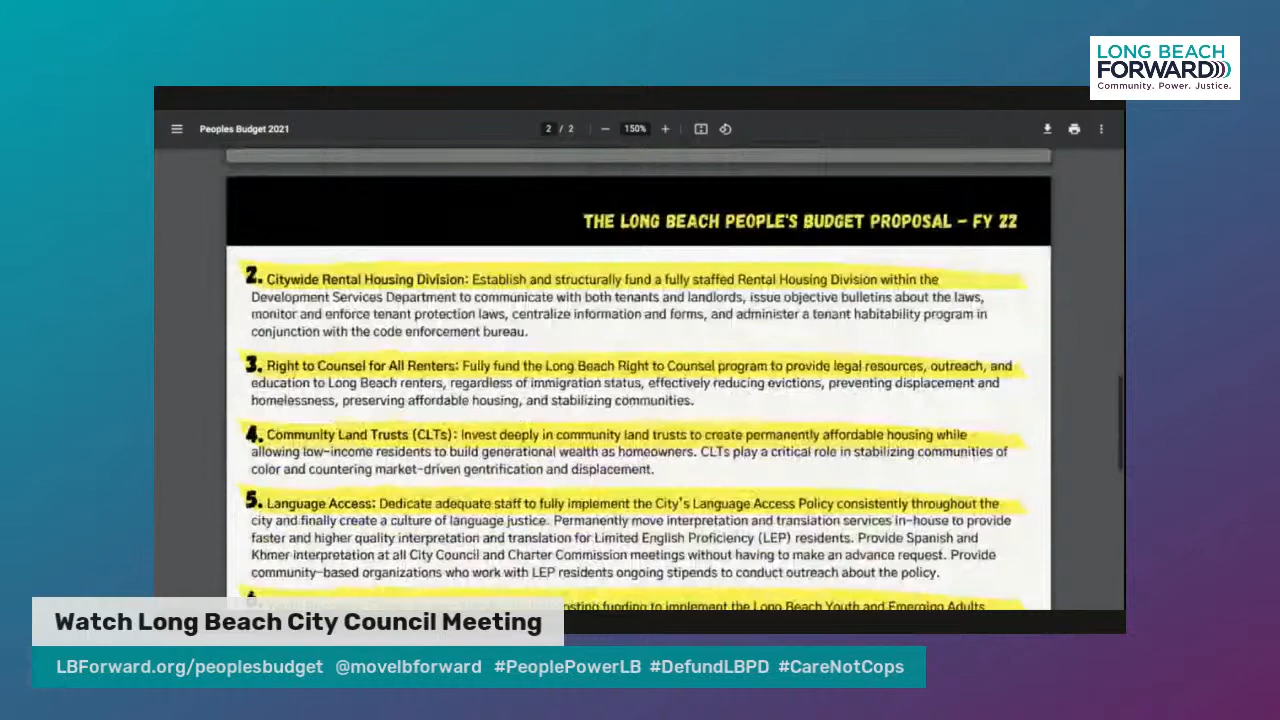 LONG BEACH
FORWARD
Community. Power. Justice.
Peoples Budget 2021
2 / 2
150%
THE LONG BEACH PEOPLE'S BUDGET PROPOSAL – FY 22
2. Citywide Rental Housing Division: Establish and structurally fund a fully staffed Rental Housing Division within the
Development Services Department to communicate with both tenants and landlords, issue objective bulletins about the laws,
monitor and enforce tenant protection laws, centralize information and forms, and administer a tenant habitability program in
conjunction with the code enforcement bureau.
3. Right to Counsel for All Renters: Fully fund the Long Beach Right to Counsel program to provide legal resources, outreach, and
education to Long Beach renters, regardless of immigration status, effectively reducing evictions, preventing displacement and
homelessness, preserving affordable housing, and stabilizing communities.
4. Community Land Trusts (CLTs): Invest deeply in community land trusts to create permanently affordable housing while
allowing low-income residents to build generational wealth as homeowners. CLTs play a critical role in stabilizing communities of
color and countering market-driven gentrification and displacement.
5. Language Access: Dedicate adequate staff to fully implement the City's Language Access Policy consistently throughout the
city and finally create a culture of language justice. Permanently move interpretation and translation services in-house to provide
faster and higher quality interpretation and translation for Limited English Proficiency (LEP) residents. Provide Spanish and
Khmer interpretation at all City Council and Charter Commission meetings without having to make an advance request. Provide
community-based organizations who work with LEP residents ongoing stipends to conduct outreach about the policy.
funding to implement the Long Beach Youth and Emerging Adults
Watch Long Beach City Council Meeting
LBForward.org/peoplesbudget @movelbforward #PeoplePowerLB #DefundLBPD #CareNotCops